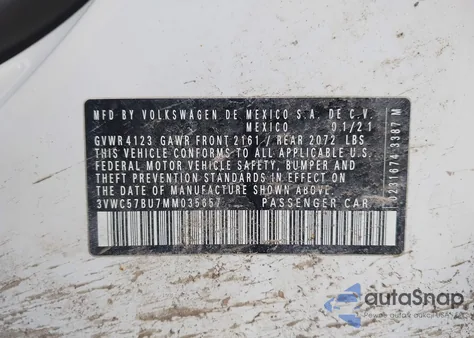 MFD BY VOLKSWAGEN DE MEXICO S.A. DE C.V.
MEXICO 01/21
GVWR 4123 GAWR FRONT 2161 / REAR 2072 LBS
THIS VEHICLE CONFORMS TO ALL APPLICABLE U.S.
FEDERAL MOTOR VEHICLE SAFETY, BUMPER AND
THEFT PREVENTION STANDARDS IN EFFECT ON THE
DATE OF MANUFACTURE SHOWN ABOVE.
3VWC57BU7MM035657 PASSENGER CAR
autoSnap